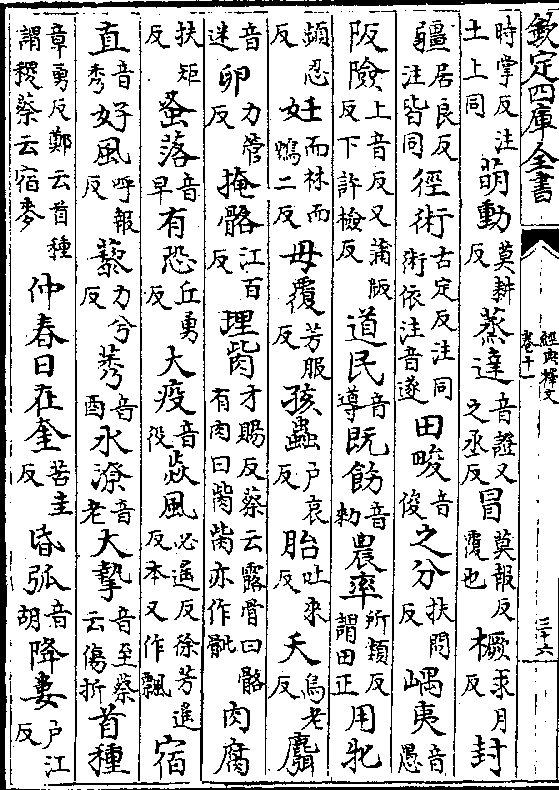 欽定四庫全書
經典釋文
卷十一
三十六
時掌反注土上同萌動莫耕反蒸達音證又之丞反冒莫報反覆也橛求月反封
疆居良反注皆同徑術古定反注同術依注音遂田畯音俊之分扶問反嵎夷音愚
阪險上音反又蒲版反下許檢反道民音導既飭音勑農率所類反謂田正用牝
頻忍反妊而林而鴆二反毋覆芳服反孩蟲戶哀反胎吐來反夭烏老反麛
音迷卵力管反掩骼江百反埋胔才賜反蔡云露骨曰骼有肉曰胔胔亦作骴肉腐
扶矩反蚤落音早有恐丘勇反大疫音役焱風必遙反徐芳遙反本又作飄宿
直音秀好風呼報反藜力兮反莠音酉水潦音老大摯音至蔡云傷折首種
章勇反鄭云首種謂稷蔡云宿麥仲春日在奎苦圭反昏弧音胡降婁戶江反